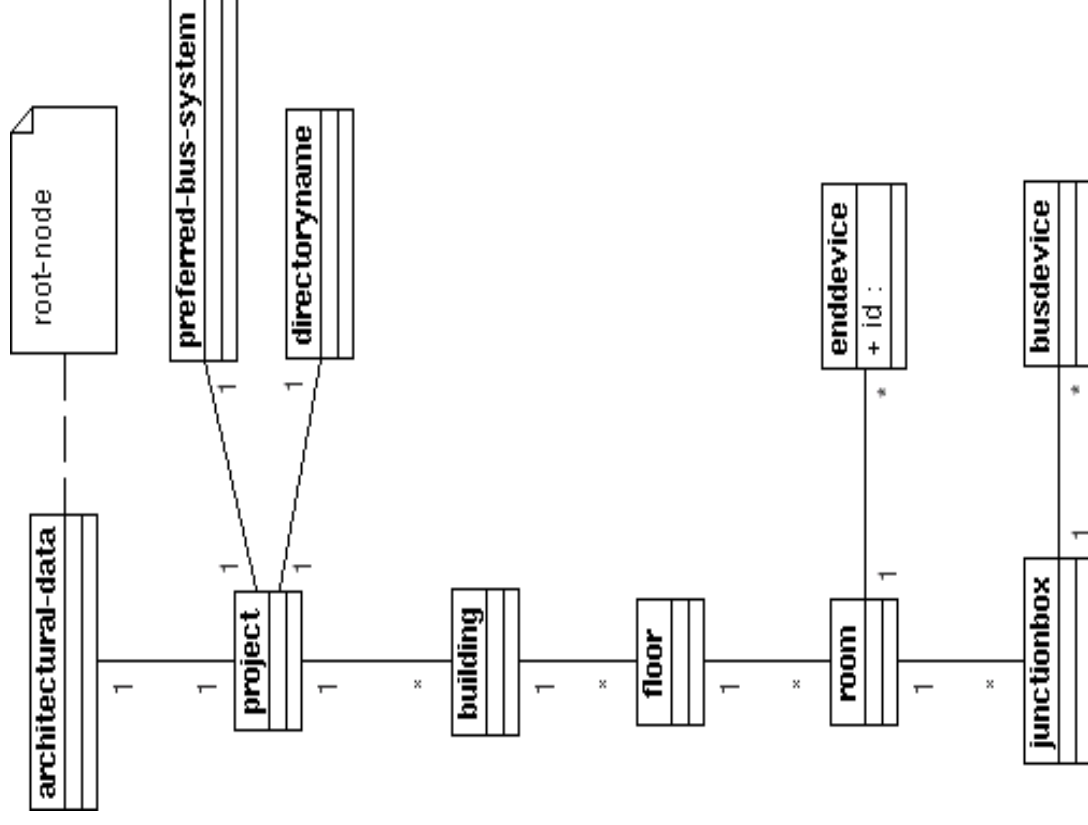 root-node
preferred-bus-system
directoryname
architectural-data
1
1
1
1
1
1
project
1
*
building
1
*
floor
1
*
room
1
*
enddevice
+ id :
1
*
junctionbox
1
*
busdevice